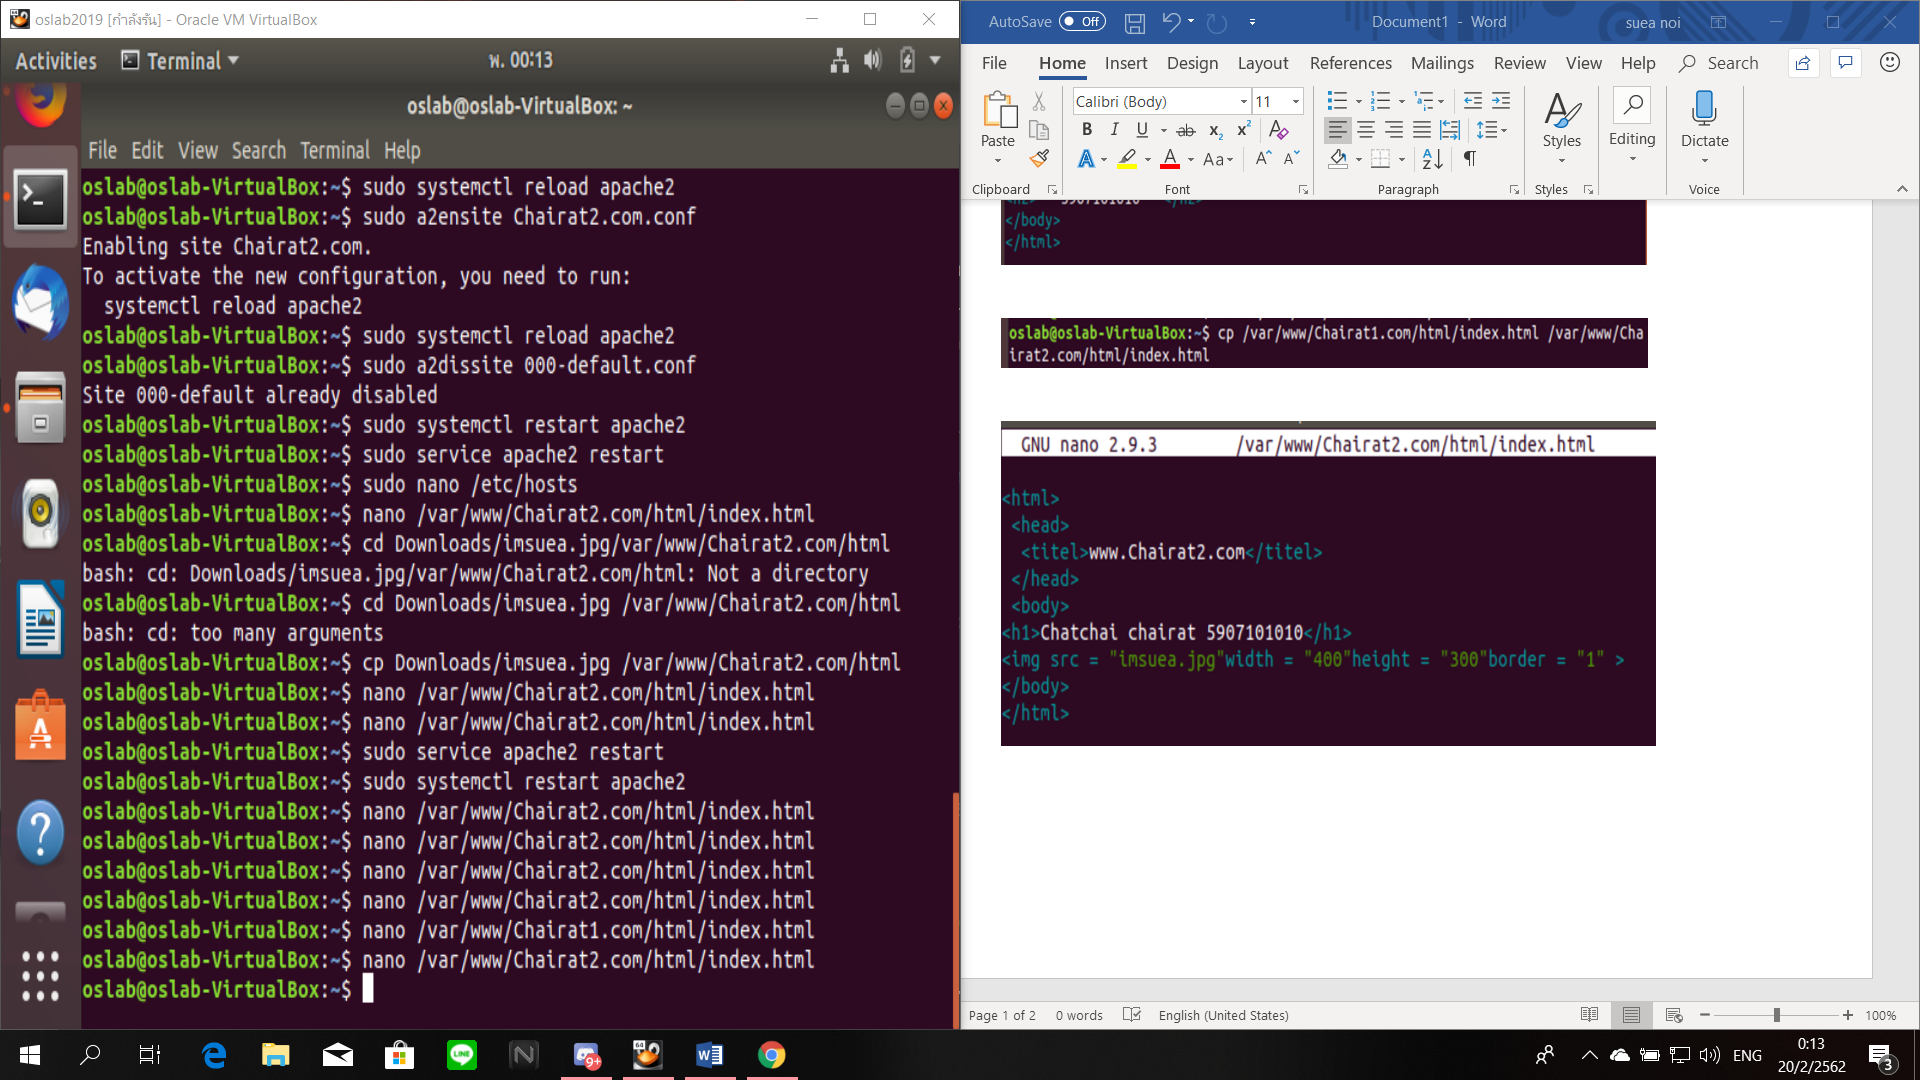 oslab2019 [กำลังรัน] - Oracle VM VirtualBox
Activities Terminal พ. 00:13
oslab@oslab-VirtualBox: ~
File Edit View Search Terminal Help
oslab@oslab-VirtualBox:~$ sudo systemctl reload apache2
oslab@oslab-VirtualBox:~$ sudo a2ensite Chairat2.com.conf
Enabling site Chairat2.com.
To activate the new configuration, you need to run:
  systemctl reload apache2
oslab@oslab-VirtualBox:~$ sudo systemctl reload apache2
oslab@oslab-VirtualBox:~$ sudo a2dissite 000-default.conf
Site 000-default already disabled
oslab@oslab-VirtualBox:~$ sudo systemctl restart apache2
oslab@oslab-VirtualBox:~$ sudo service apache2 restart
oslab@oslab-VirtualBox:~$ sudo nano /etc/hosts
oslab@oslab-VirtualBox:~$ nano /var/www/Chairat2.com/html/index.html
oslab@oslab-VirtualBox:~$ cd Downloads/imsuea.jpg/var/www/Chairat2.com/html
bash: cd: Downloads/imsuea.jpg/var/www/Chairat2.com/html: Not a directory
oslab@oslab-VirtualBox:~$ cd Downloads/imsuea.jpg /var/www/Chairat2.com/html
bash: cd: too many arguments
oslab@oslab-VirtualBox:~$ cp Downloads/imsuea.jpg /var/www/Chairat2.com/html
oslab@oslab-VirtualBox:~$ nano /var/www/Chairat2.com/html/index.html
oslab@oslab-VirtualBox:~$ nano /var/www/Chairat2.com/html/index.html
oslab@oslab-VirtualBox:~$ sudo service apache2 restart
oslab@oslab-VirtualBox:~$ sudo systemctl restart apache2
oslab@oslab-VirtualBox:~$ nano /var/www/Chairat2.com/html/index.html
oslab@oslab-VirtualBox:~$ nano /var/www/Chairat2.com/html/index.html
oslab@oslab-VirtualBox:~$ nano /var/www/Chairat2.com/html/index.html
oslab@oslab-VirtualBox:~$ nano /var/www/Chairat2.com/html/index.html
oslab@oslab-VirtualBox:~$ nano /var/www/Chairat1.com/html/index.html
oslab@oslab-VirtualBox:~$ nano /var/www/Chairat2.com/html/index.html
oslab@oslab-VirtualBox:~$
AutoSave Off Document1 - Word suea noi
File Home Insert Design Layout References Mailings Review View Help Search
Calibri (Body) 11
Paste Styles Editing Dictate
Clipboard Font Paragraph Styles Voice
</body>
</html>
oslab@oslab-VirtualBox:~$ cp /var/www/Chairat1.com/html/index.html /var/www/Cha
irat2.com/html/index.html
GNU nano 2.9.3 /var/www/Chairat2.com/html/index.html
<html>
<head>
<titel>www.Chairat2.com</titel>
</head>
<body>
<h1>Chatchai chairat 5907101010</h1>
<img src = "imsuea.jpg"width = "400"height = "300"border = "1" >
</body>
</html>
Page 1 of 2 0 words English (United States) 100%
64
9+
ENG
0:13
20/2/2562
3